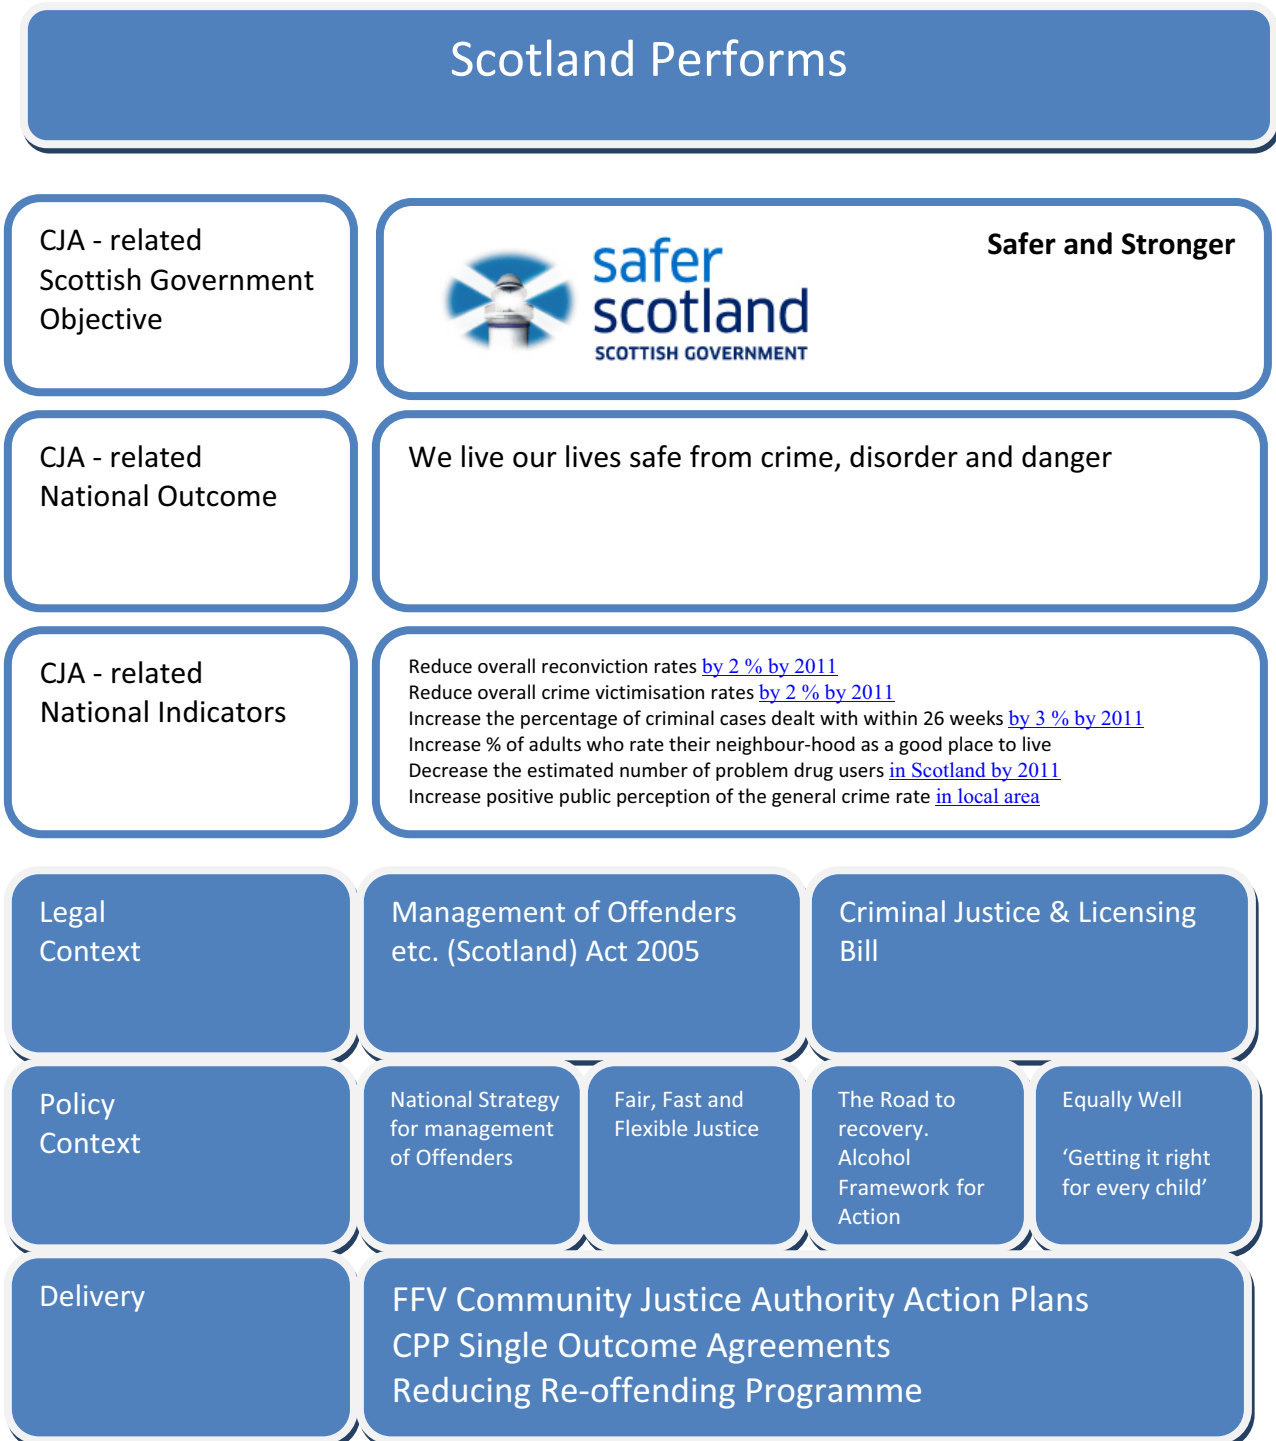 Scotland Performs
CJA - related
Scottish Government
Objective
safer
scotland
SCOTTISH GOVERNMENT
Safer and Stronger
CJA - related
National Outcome
We live our lives safe from crime, disorder and danger
CJA - related
National Indicators
Reduce overall reconviction rates by 2 % by 2011
Reduce overall crime victimisation rates by 2 % by 2011
Increase the percentage of criminal cases dealt with within 26 weeks by 3 % by 2011
Increase % of adults who rate their neighbour-hood as a good place to live
Decrease the estimated number of problem drug users in Scotland by 2011
Increase positive public perception of the general crime rate in local area
Legal
Context
Management of Offenders
etc. (Scotland) Act 2005
Criminal Justice & Licensing
Bill
Policy
Context
National Strategy
for management
of Offenders
Fair, Fast and
Flexible Justice
The Road to
recovery.
Alcohol
Framework for
Action
Equally Well
‘Getting it right
for every child’
Delivery
FFV Community Justice Authority Action Plans
CPP Single Outcome Agreements
Reducing Re-offending Programme